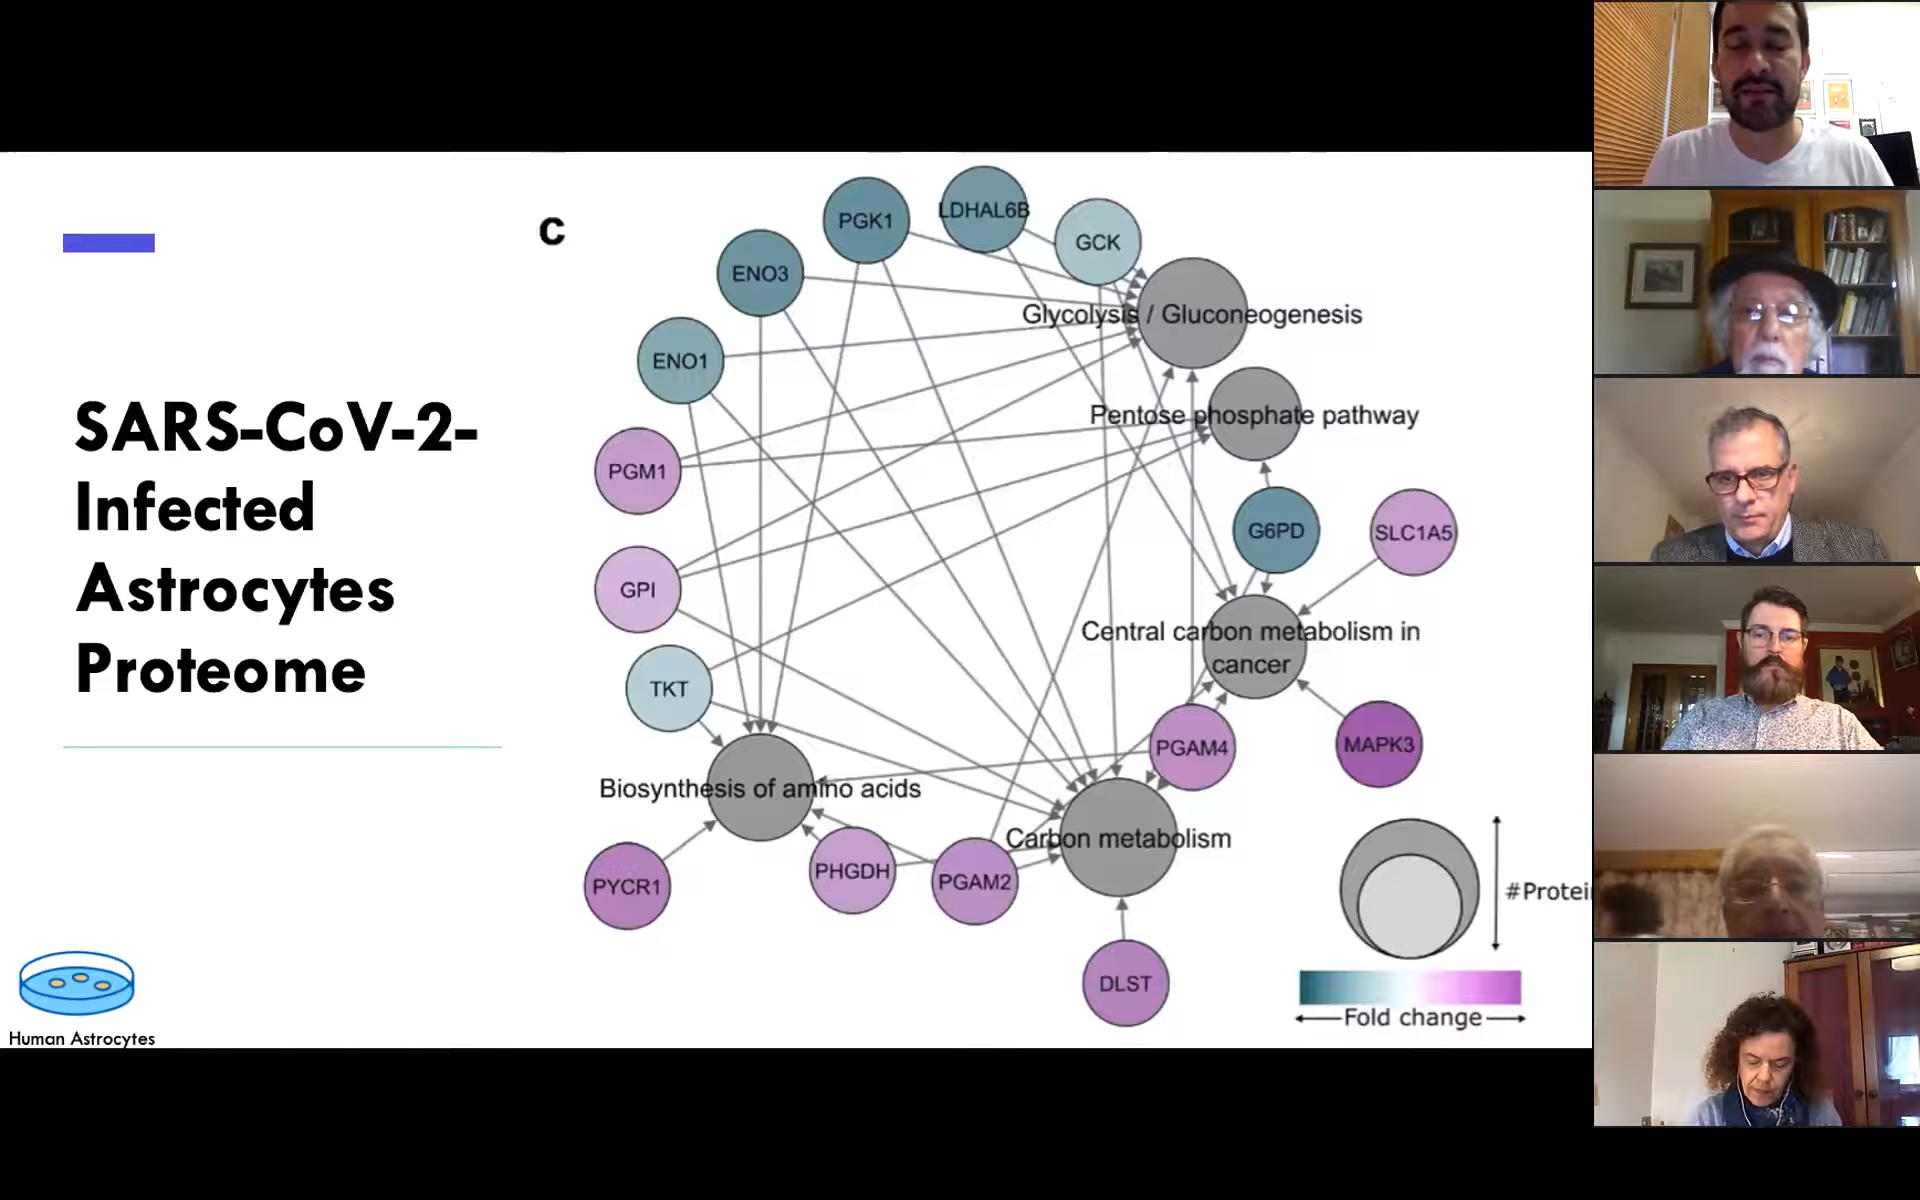 SARS-CoV-2-
Infected
Astrocytes
Proteome
Human Astrocytes
C
PGK1
LDHAL6B
GCK
ENO3
Glycolysis / Gluconeogenesis
ENO1
Pentose phosphate pathway
PGM1
G6PD
SLC1A5
GPI
Central carbon metabolism in
cancer
TKT
PGAM4
MAPK3
Biosynthesis of amino acids
Carbon metabolism
PYCR1
PHGDH
PGAM2
#Protei
DLST
Fold change